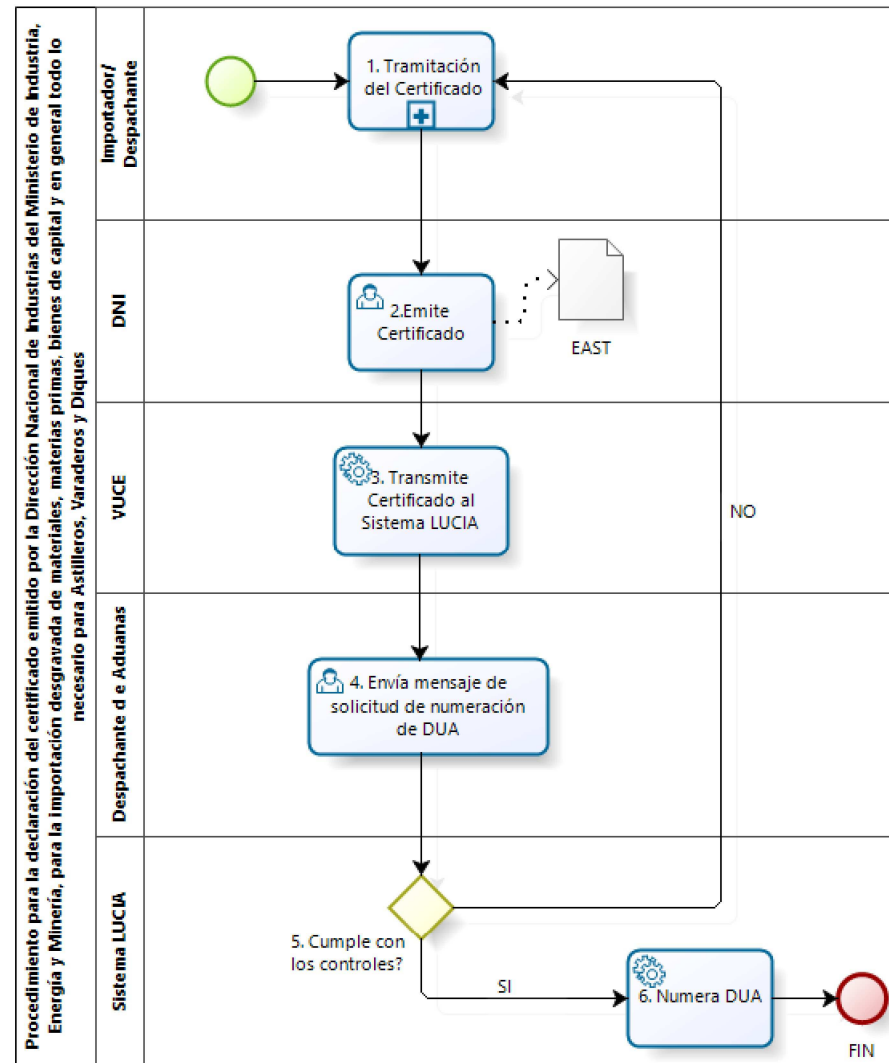 Procedimiento para la declaración del certificado emitido por la Dirección Nacional de Industrias del Ministerio de Industria,
Energía y Minería, para la importación desgravada de materiales, materias primas, bienes de capital y en general todo lo
necesario para Astilleros, Varaderos y Diques
Importador/
Despachante
1. Tramitación
del Certificado
DNI
2.Emite
Certificado
EAST
VUCE
3. Transmite
Certificado al
Sistema LUCIA
NO
Despachante d e Aduanas
4. Envía mensaje de
solicitud de numeración
de DUA
Sistema LUCIA
5. Cumple con
los controles?
SI
6. Numera DUA
FIN